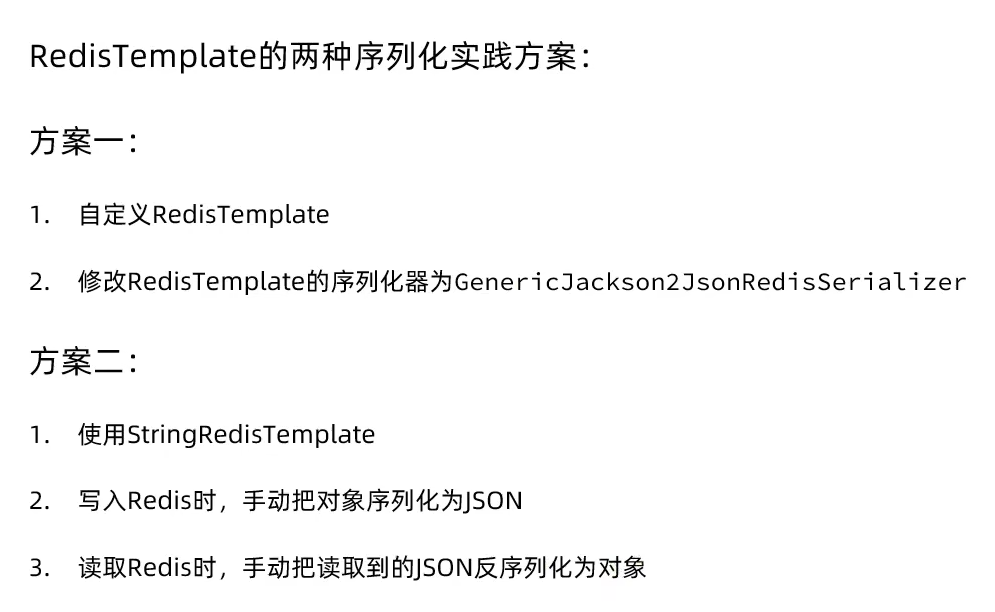 RedisTemplate的两种序列化实践方案：
方案一：
1. 自定义RedisTemplate
2. 修改RedisTemplate的序列化器为GenericJackson2JsonRedisSerializer
方案二：
1. 使用StringRedisTemplate
2. 写入Redis时，手动把对象序列化为JSON
3. 读取Redis时，手动把读取到的JSON反序列化为对象